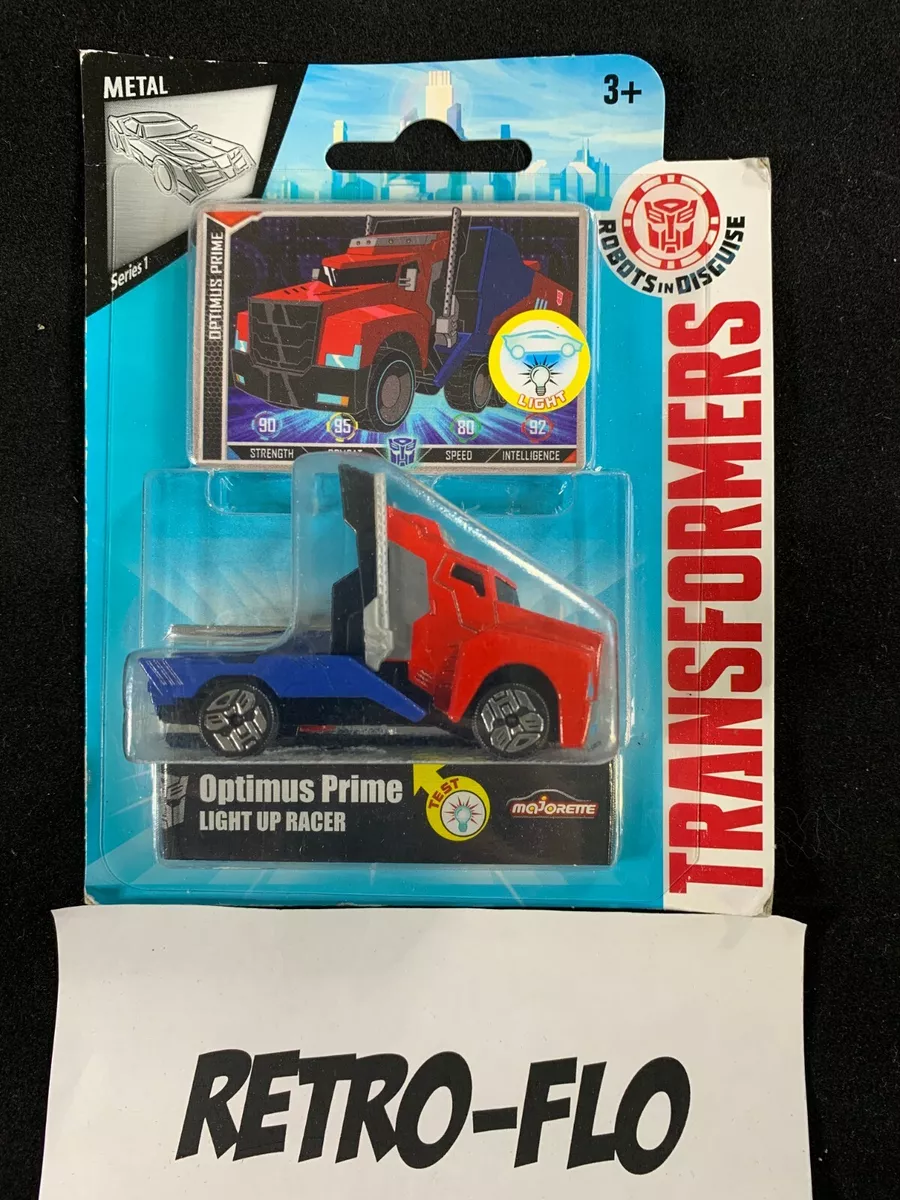 METAL
3+
Series 1
ROBOTS IN DISGUISE
TRANSFORMERS
OPTIMUS PRIME
LIGHT
90 95 80 92
STRENGTH SPEED INTELLIGENCE
Optimus Prime
LIGHT UP RACER
TEST
majorette
RETRO-FLO